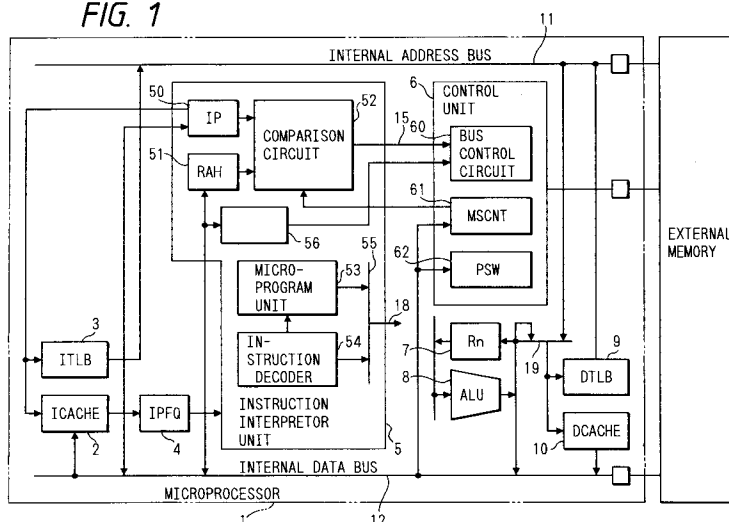 FIG. 1
11
INTERNAL ADDRESS BUS
50
IP
52
COMPARISON
CIRCUIT
51
RAH
15
6
CONTROL
UNIT
60
BUS
CONTROL
CIRCUIT
61
MSCNT
62
PSW
56
MICRO-
PROGRAM
UNIT
53
55
18
IN-
STRUCTION
DECODER
54
EXTERNAL
MEMORY
3
ITLB
ICACHE
2
IPFQ
4
INSTRUCTION
INTERPRETOR
UNIT
5
7
Rn
8
ALU
19
9
DTLB
DCACHE
10
INTERNAL DATA BUS
MICROPROCESSOR
1
12